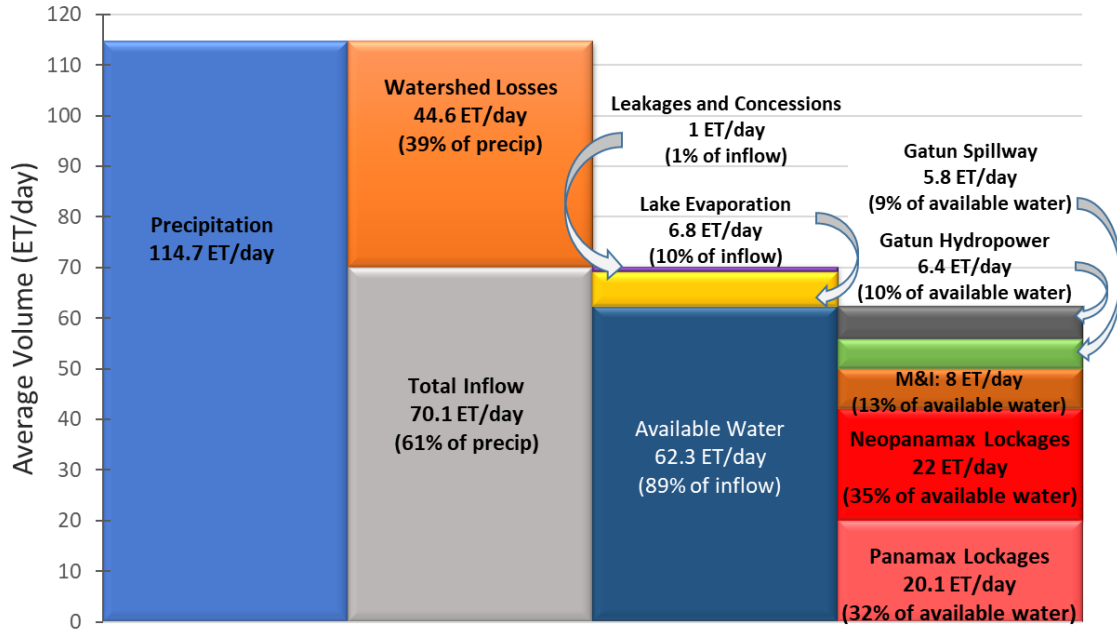 Average Volume (ET/day)
120
110
100
90
80
70
60
50
40
30
20
10
0
Precipitation
114.7 ET/day
Watershed Losses
44.6 ET/day
(39% of precip)
Total Inflow
70.1 ET/day
(61% of precip)
Leakages and Concessions
1 ET/day
(1% of inflow)
Lake Evaporation
6.8 ET/day
(10% of inflow)
Available Water
62.3 ET/day
(89% of inflow)
Gatun Spillway
5.8 ET/day
(9% of available water)
Gatun Hydropower
6.4 ET/day
(10% of available water)
M&I: 8 ET/day
(13% of available water)
Neopanamax Lockages
22 ET/day
(35% of available water)
Panamax Lockages
20.1 ET/day
(32% of available water)